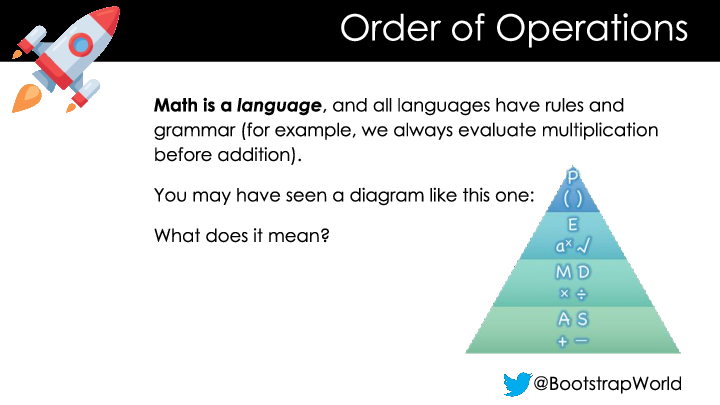 Order of Operations
Math is a language, and all languages have rules and
grammar (for example, we always evaluate multiplication
before addition).
You may have seen a diagram like this one:
What does it mean?
P
( )
E
aˣ √
M D
× ÷
A S
+ −
@BootstrapWorld